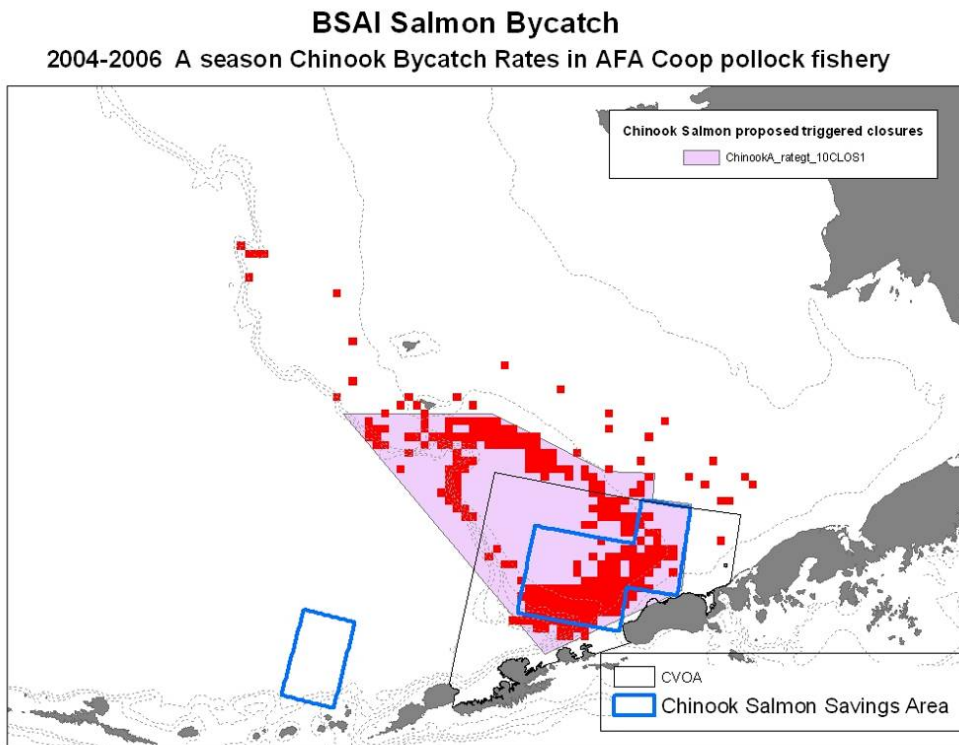 BSAI Salmon Bycatch
2004-2006 A season Chinook Bycatch Rates in AFA Coop pollock fishery
Chinook Salmon proposed triggered closures
ChinookA_rategt_10CLOS1
CVOA
Chinook Salmon Savings Area